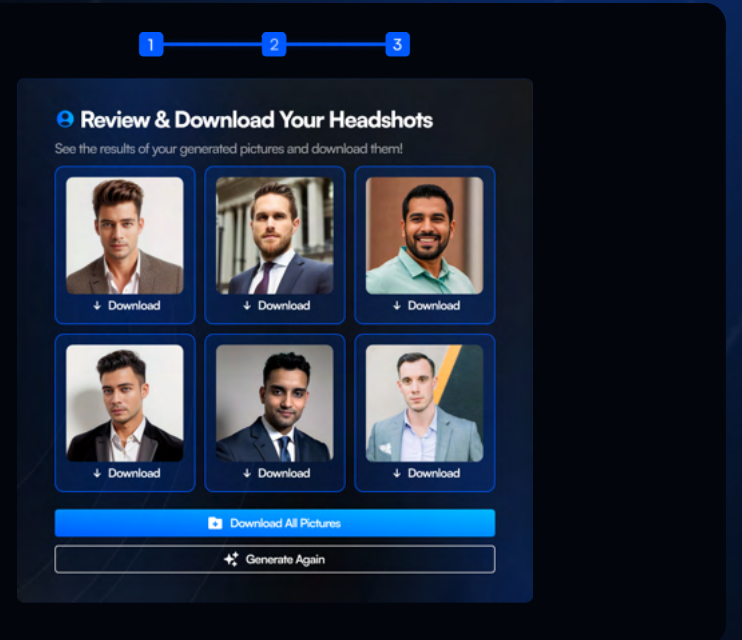 1 2 3
Review & Download Your Headshots
See the results of your generated pictures and download them!
Download Download Download
Download Download Download
Download All Pictures
Generate Again